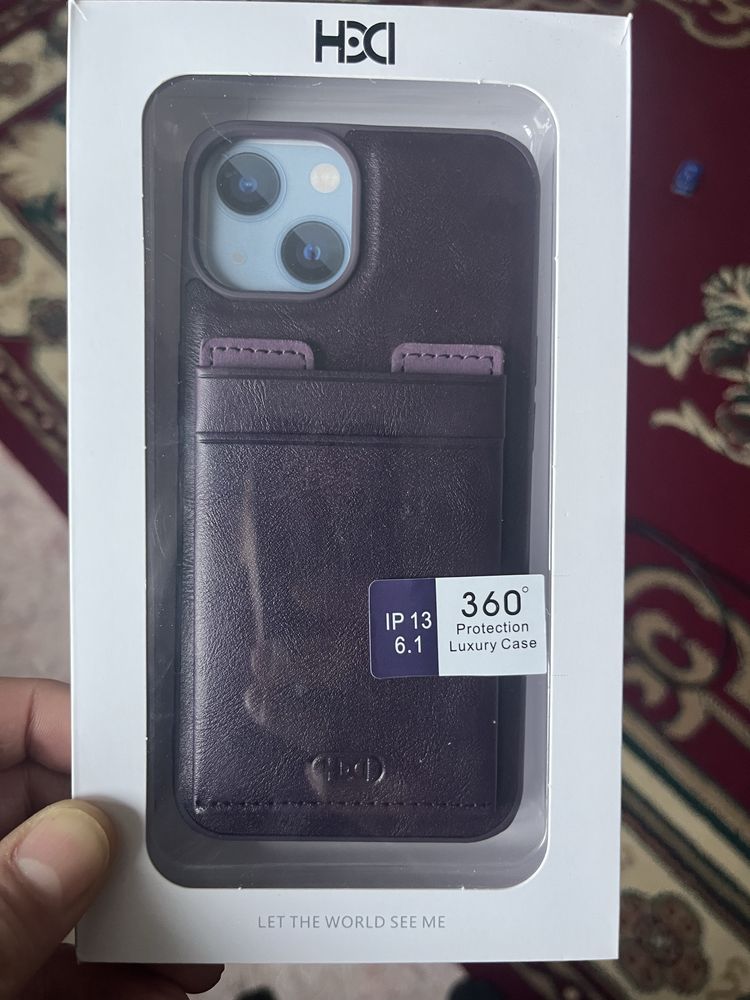 HDCI
IP 13
6.1
360°
Protection
Luxury Case
LET THE WORLD SEE ME